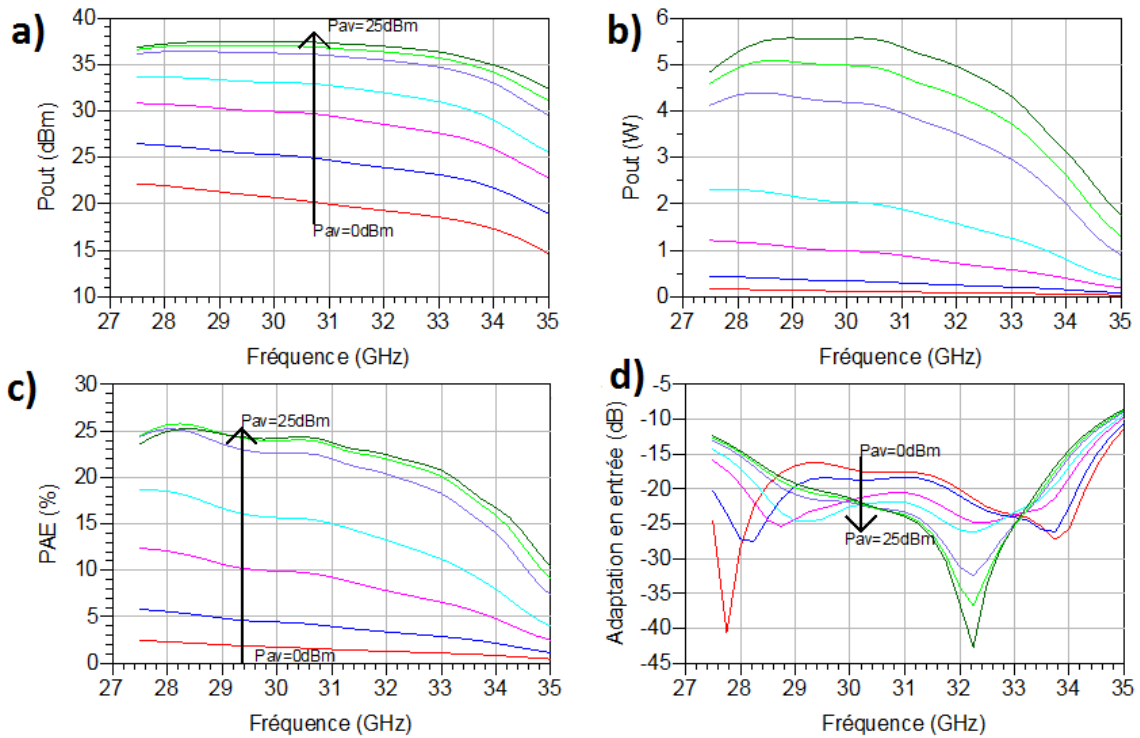 a)
Pout (dBm)
40
35
30
25
20
15
10
Pav=25dBm
Pav=0dBm
27 28 29 30 31 32 33 34 35
Fréquence (GHz)
b)
Pout (W)
6
5
4
3
2
1
0
27 28 29 30 31 32 33 34 35
Fréquence (GHz)
c)
PAE (%)
30
25
20
15
10
5
0
Pav=25dBm
Pav=0dBm
27 28 29 30 31 32 33 34 35
Fréquence (GHz)
d)
Adaptation en entrée (dB)
-5
-10
-15
-20
-25
-30
-35
-40
-45
Pav=0dBm
Pav=25dBm
27 28 29 30 31 32 33 34 35
Fréquence (GHz)